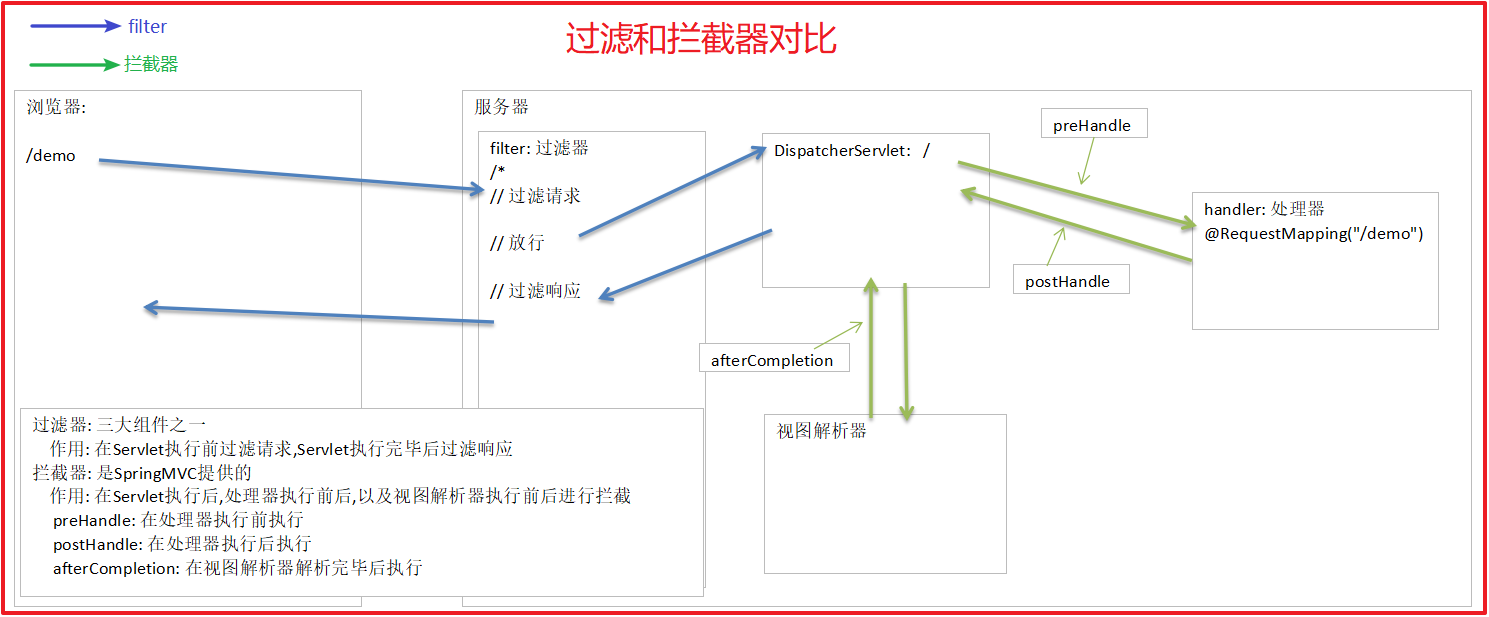 filter
拦截器
过滤和拦截器对比
浏览器:
/demo
服务器
filter: 过滤器
/*
// 过滤请求
// 放行
// 过滤响应
DispatcherServlet: /
preHandle
postHandle
handler: 处理器
@RequestMapping("/demo")
afterCompletion
视图解析器
过滤器: 三大组件之一
作用: 在Servlet执行前过滤请求,Servlet执行完毕后过滤响应
拦截器: 是SpringMVC提供的
作用: 在Servlet执行后,处理器执行前后,以及视图解析器执行前后进行拦截
preHandle: 在处理器执行前执行
postHandle: 在处理器执行后执行
afterCompletion: 在视图解析器解析完毕后执行